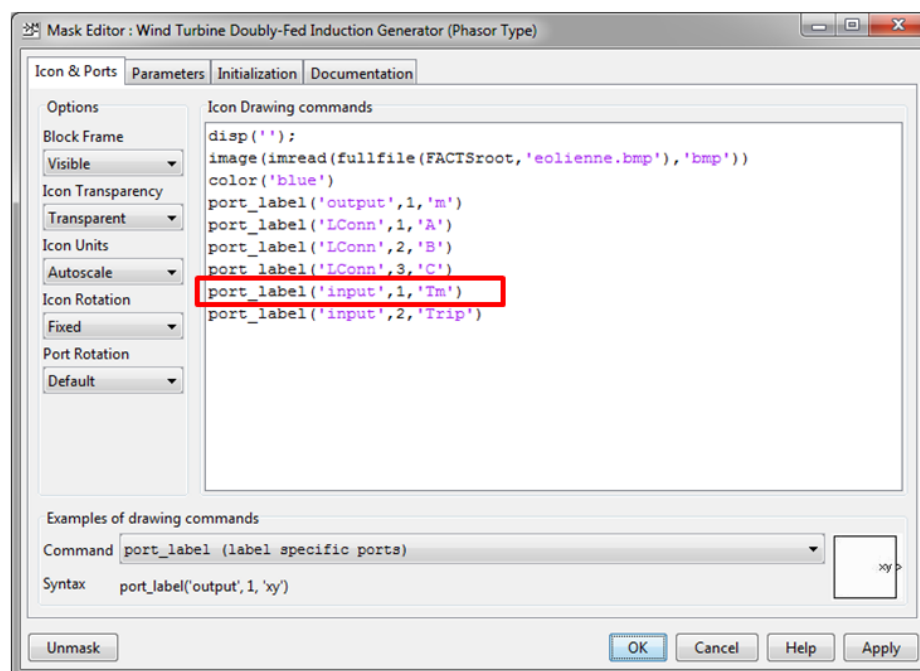 Mask Editor : Wind Turbine Doubly-Fed Induction Generator (Phasor Type)
Icon & Ports Parameters Initialization Documentation
Options
Block Frame
Visible
Icon Transparency
Transparent
Icon Units
Autoscale
Icon Rotation
Fixed
Port Rotation
Default
Icon Drawing commands
disp('');
image(imread(fullfile(FACTSroot,'eolienne.bmp'),'bmp'))
color('blue')
port_label('output',1,'m')
port_label('LConn',1,'A')
port_label('LConn',2,'B')
port_label('LConn',3,'C')
port_label('input',1,'Tm')
port_label('input',2,'Trip')
Examples of drawing commands
Command port_label (label specific ports)
Syntax port_label('output', 1, 'xy')
xy
Unmask OK Cancel Help Apply